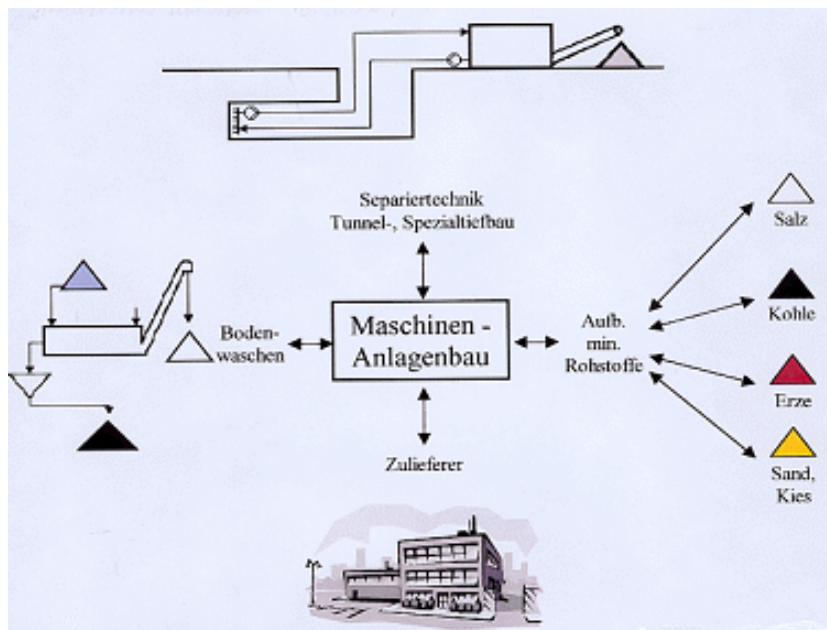 Separiertechnik
Tunnel-, Spezialtiefbau
Salz
Kohle
Boden-
waschen
Maschinen -
Anlagenbau
Aufb.
min.
Rohstoffe
Erze
Zulieferer
Sand,
Kies